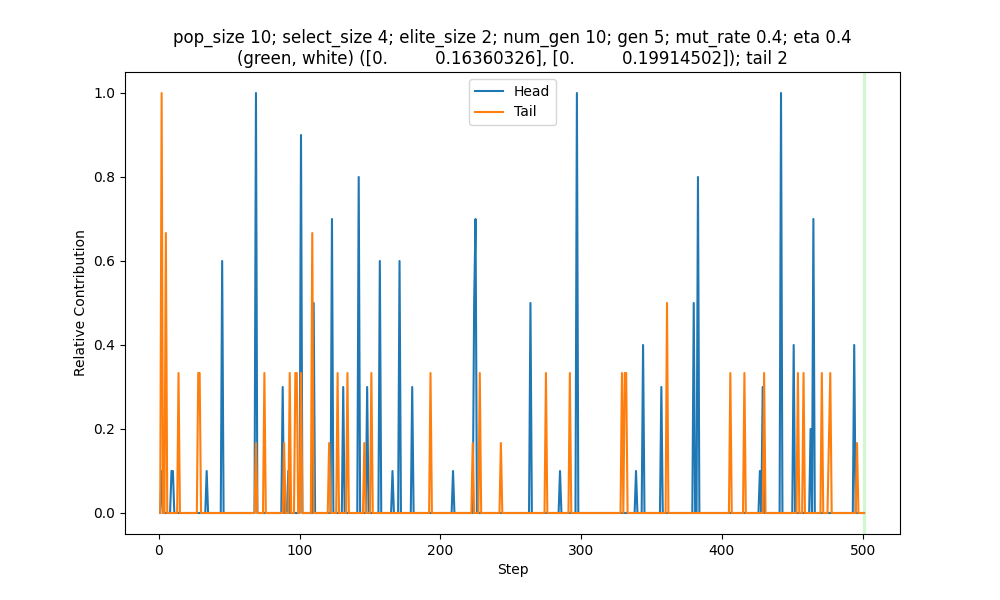 pop_size 10; select_size 4; elite_size 2; num_gen 10; gen 5; mut_rate 0.4; eta 0.4
(green, white) ([0.         0.16360326], [0.         0.19914502]); tail 2
Head
Tail
1.0
0.8
0.6
0.4
0.2
0.0
Relative Contribution
0
100
200
300
400
500
Step